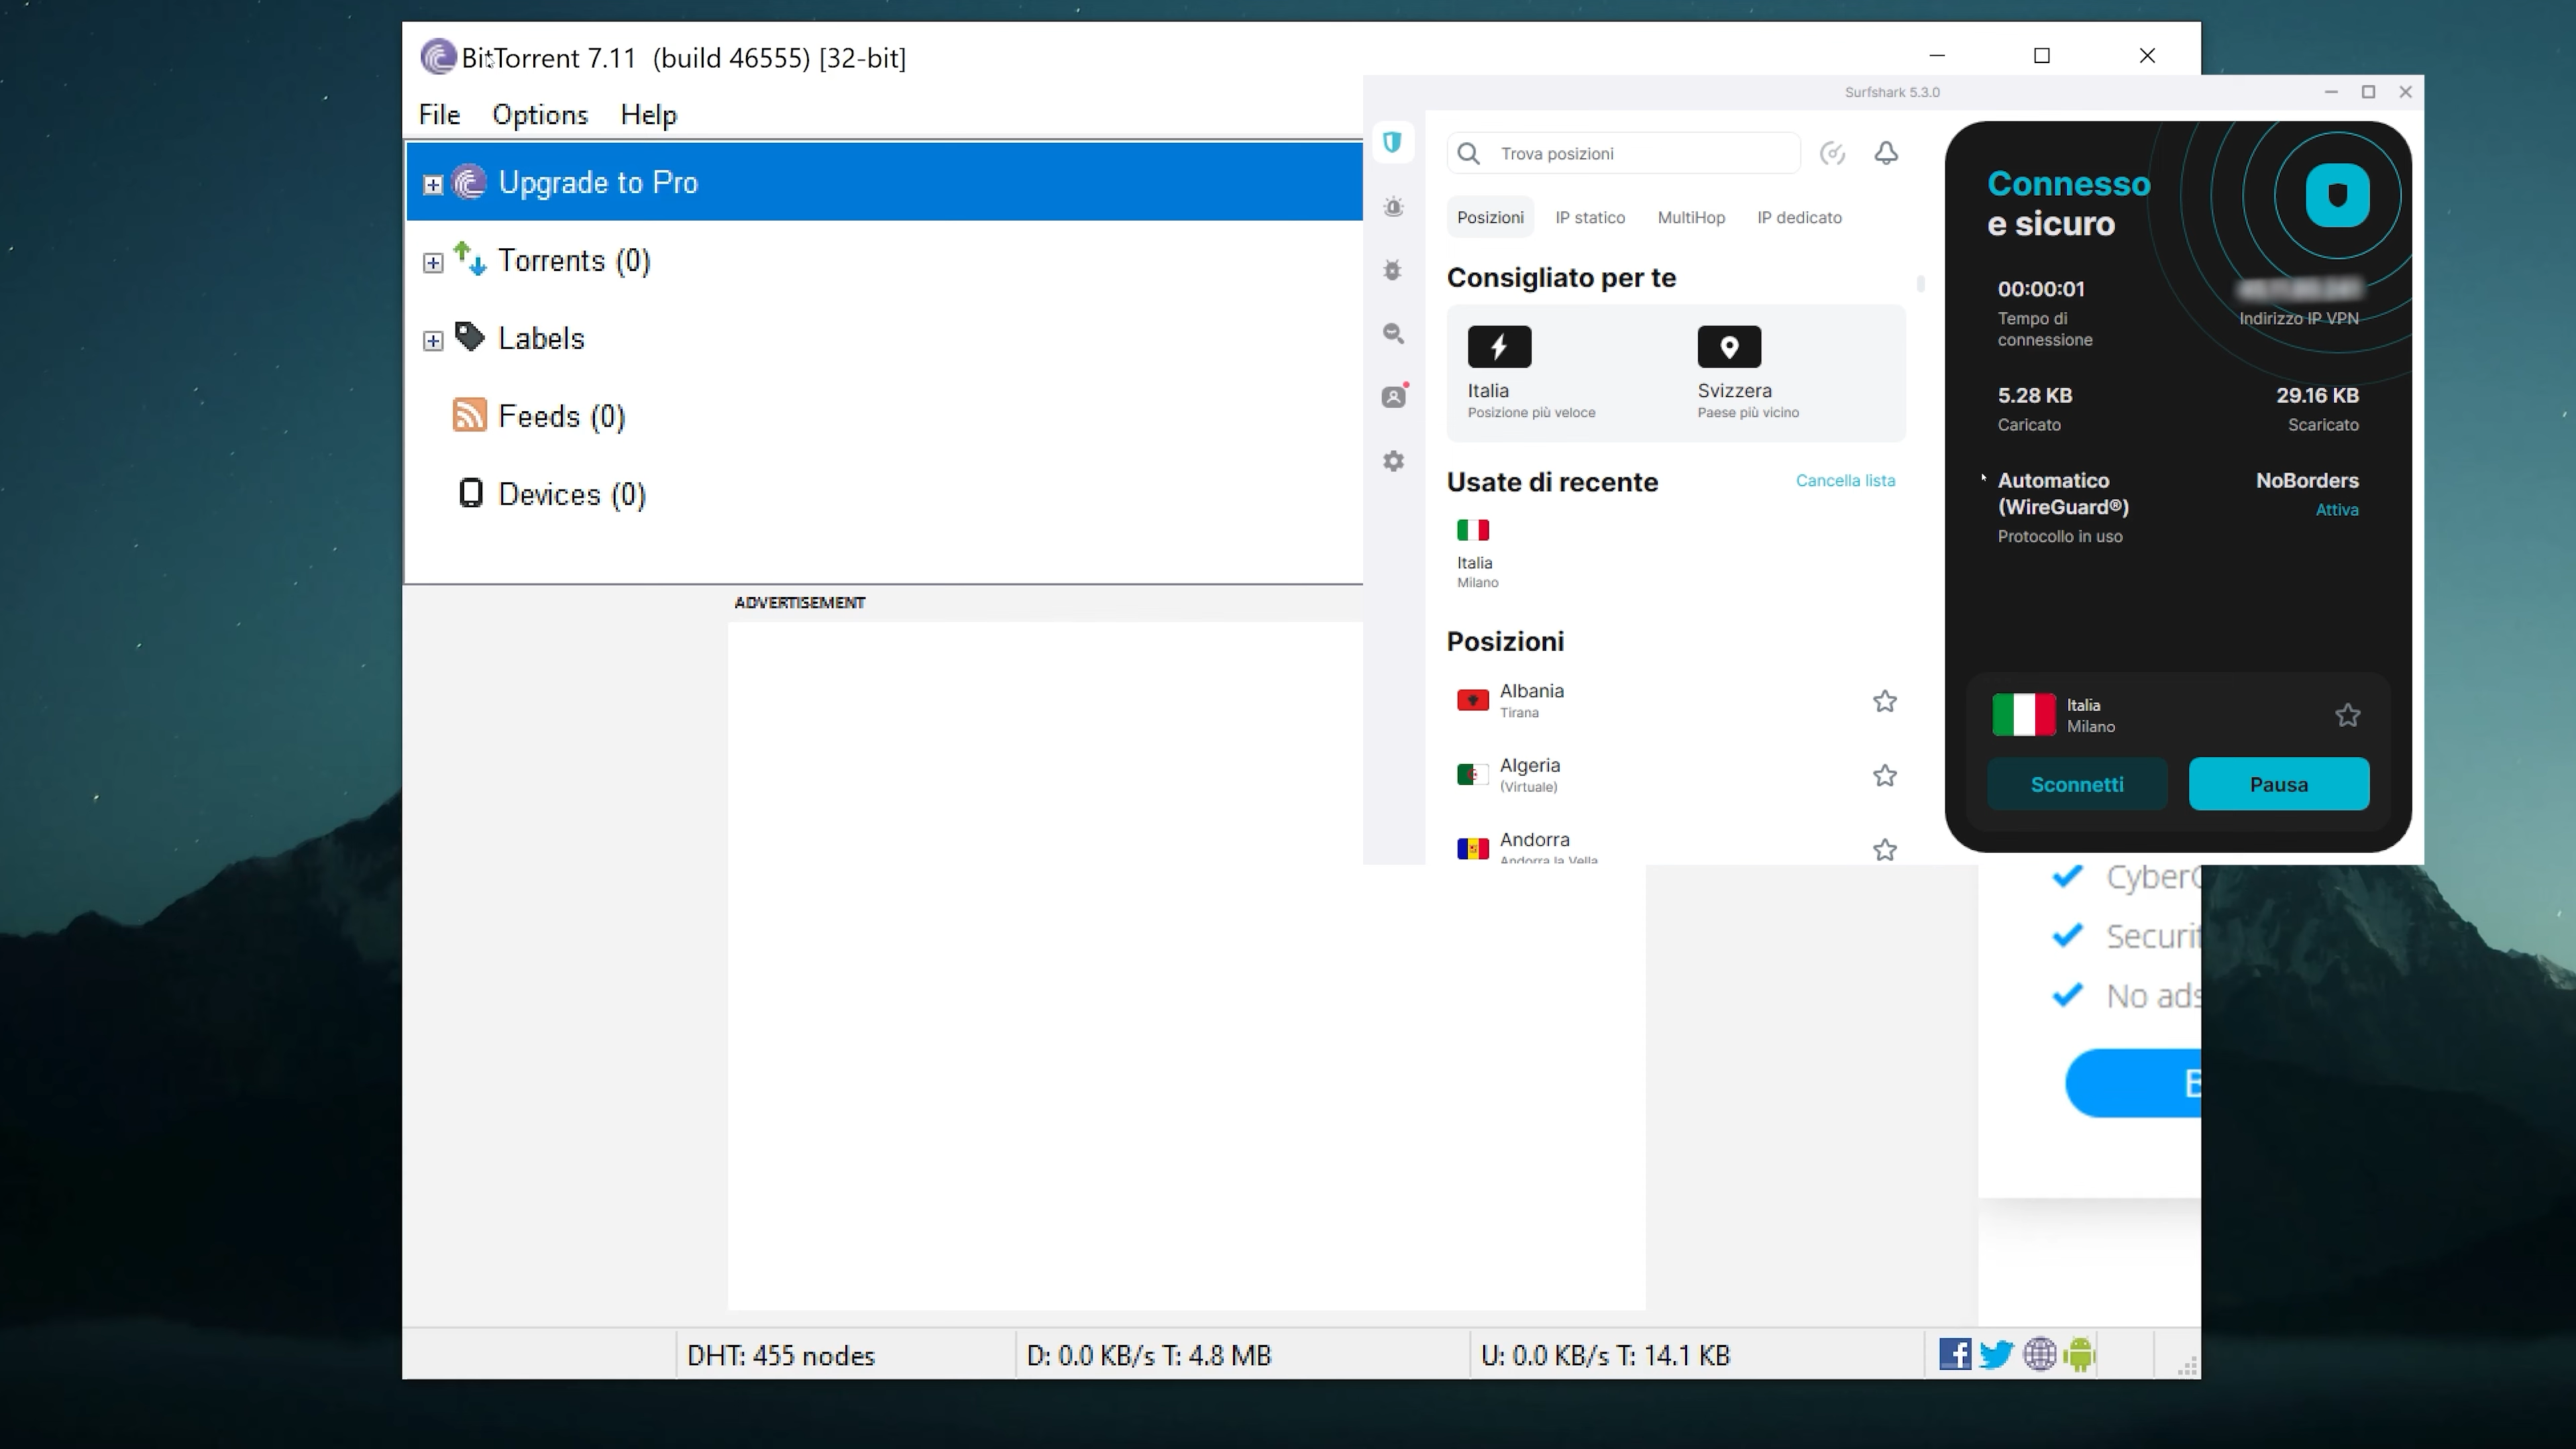 BitTorrent 7.11 (build 46555) [32-bit]
File Options Help
Upgrade to Pro
Torrents (0)
Labels
Feeds (0)
Devices (0)
ADVERTISEMENT
Surfshark 5.3.0
Trova posizioni
Posizioni IP statico MultiHop IP dedicato
Consigliato per te
Italia
Posizione più veloce
Svizzera
Paese più vicino
Usate di recente
Cancella lista
Italia
Milano
Posizioni
Albania
Tirana
Algeria
(Virtuale)
Andorra
Andorra la Vella
Connesso
e sicuro
00:00:01
Tempo di
connessione
Indirizzo IP VPN
5.28 KB
Caricato
29.16 KB
Scaricato
Automatico
(WireGuard®)
Protocollo in uso
NoBorders
Attiva
Italia
Milano
Sconnetti
Pausa
No ads
DHT: 455 nodes
D: 0.0 KB/s T: 4.8 MB
U: 0.0 KB/s T: 14.1 KB